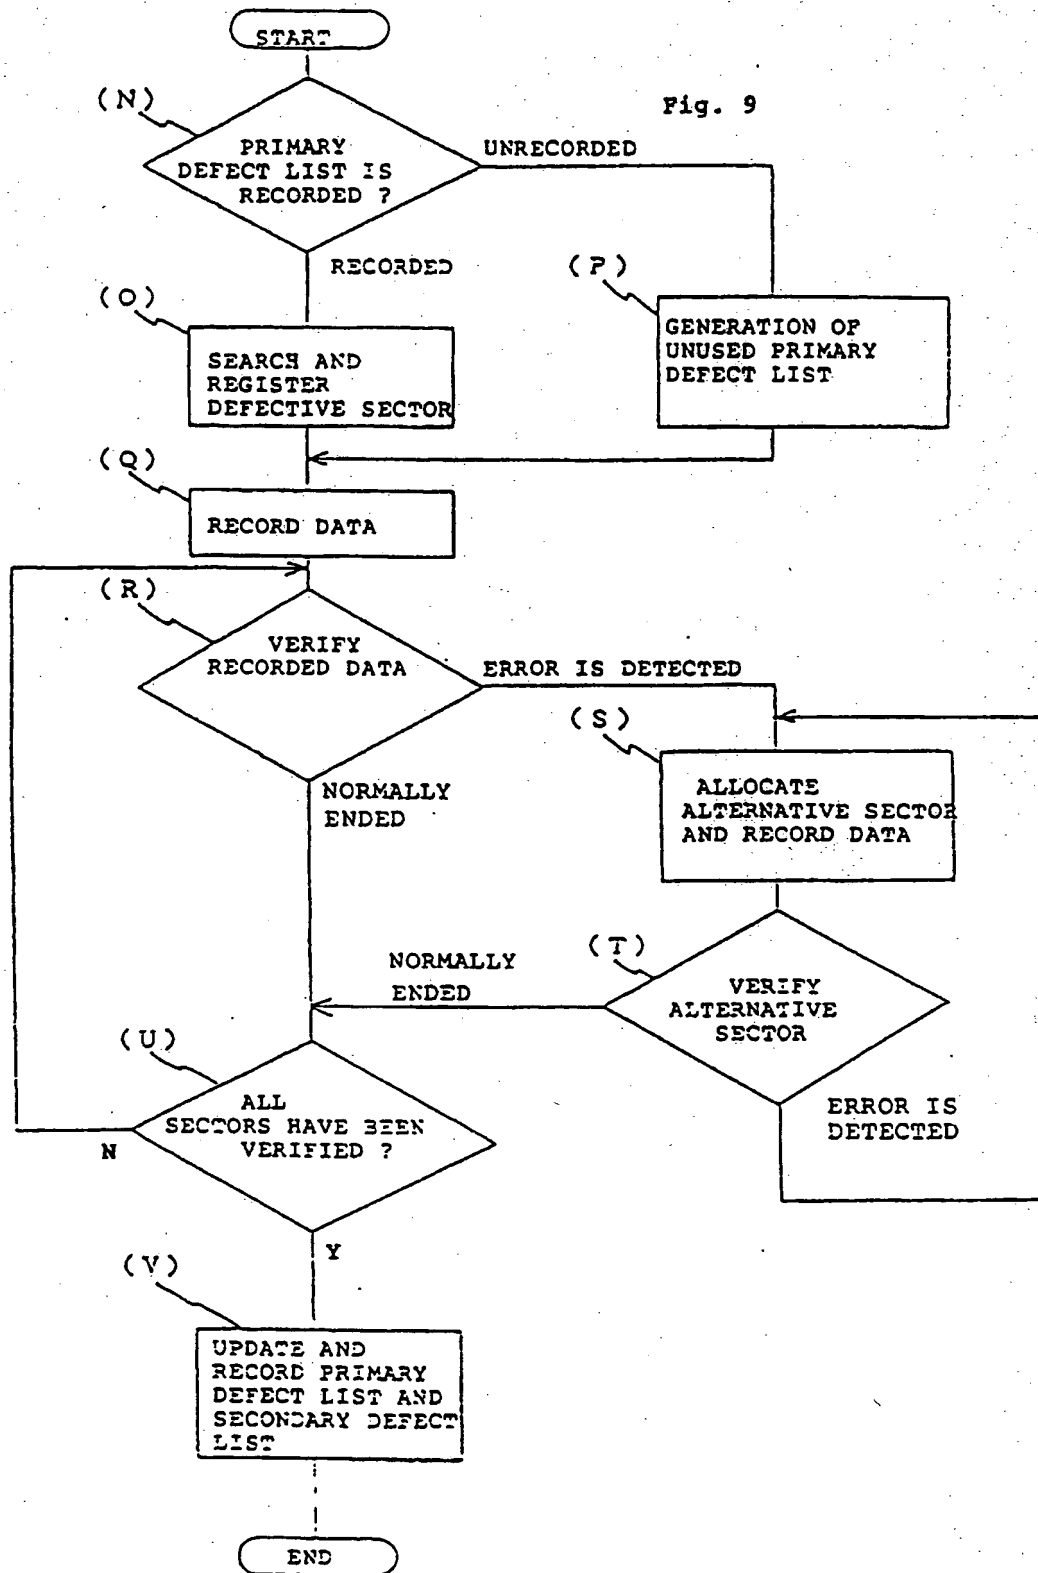 START
Fig. 9
(N)
PRIMARY
DEFECT LIST IS
RECORDED ?
UNRECORDED
RECORDED
(O)
SEARCH AND
REGISTER
DEFECTIVE SECTOR
(P)
GENERATION OF
UNUSED PRIMARY
DEFECT LIST
(Q)
RECORD DATA
(R)
VERIFY
RECORDED DATA
ERROR IS DETECTED
(S)
ALLOCATE
ALTERNATIVE SECTOR
AND RECORD DATA
NORMALLY
ENDED
(T)
VERIFY
ALTERNATIVE
SECTOR
NORMALLY
ENDED
ERROR IS
DETECTED
(U)
ALL
SECTORS HAVE BEEN
VERIFIED ?
N
Y
(V)
UPDATE AND
RECORD PRIMARY
DEFECT LIST AND
SECONDARY DEFECT
LIST
END